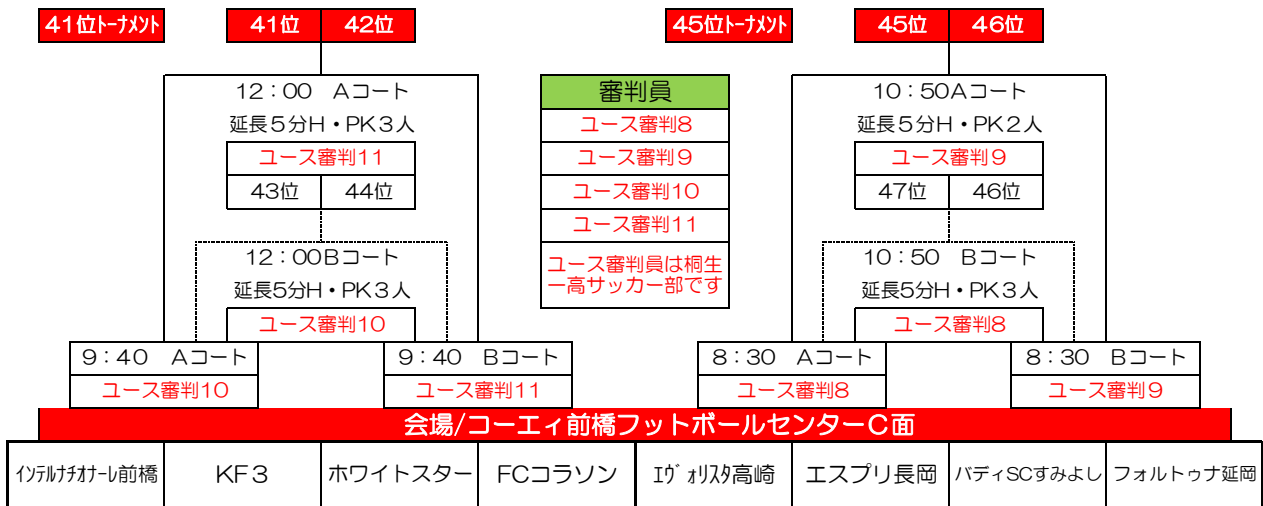 41位ﾄｰﾅﾒﾝﾄ
41位 42位
45位ﾄｰﾅﾒﾝﾄ
45位 46位
12：00 Aコート
延長５分H・PK３人
ユース審判11
43位 44位
12：00Bコート
延長5分H・PK３人
ユース審判10
9：40 Aコート
ユース審判10
9：40 Bコート
ユース審判11
審判員
ユース審判8
ユース審判9
ユース審判10
ユース審判11
ユース審判員は桐生
一高サッカー部です
10：50Aコート
延長５分H・PK２人
ユース審判9
47位 46位
10：50 Bコート
延長5分H・PK３人
ユース審判8
8：30 Aコート
ユース審判8
8：30 Bコート
ユース審判9
会場/コーエィ前橋フットボールセンターC面
ｲﾝﾃﾙﾅﾁｵﾅｰﾚ前橋 KF３ ホワイトスター FCコラソン ｴｳﾞｫﾘｽﾀ高崎 エスプリ長岡 バディSCすみよし フォルトゥナ延岡